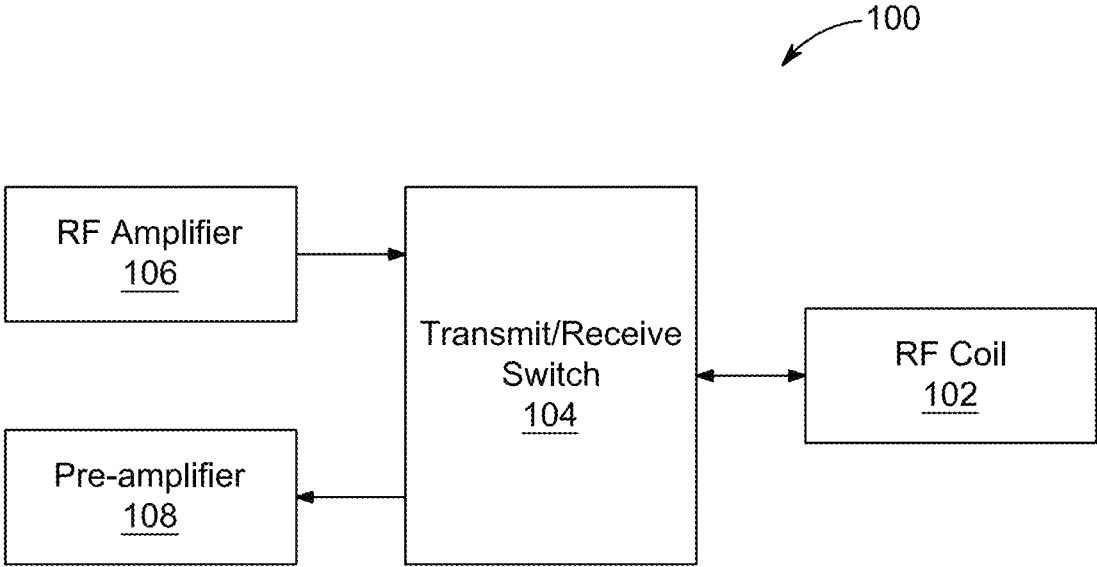 100
RF Amplifier
106
Transmit/Receive
Switch
104
RF Coil
102
Pre-amplifier
108